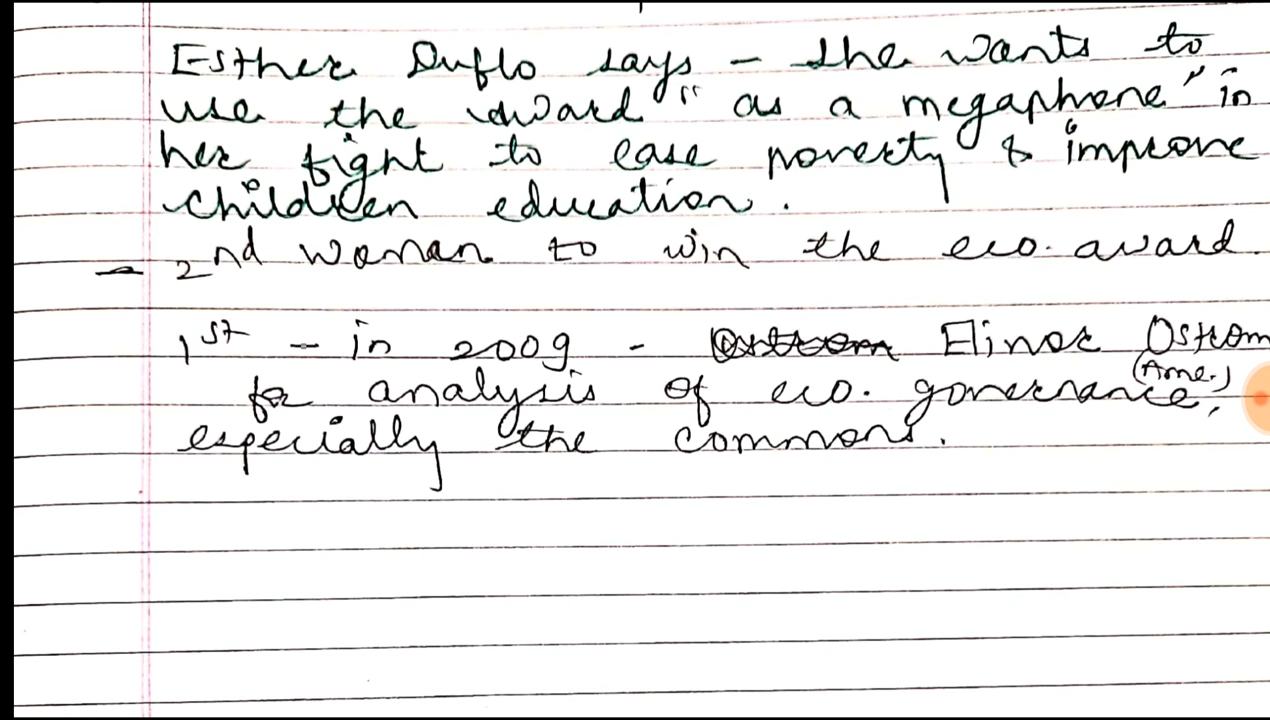 Esther Duflo says - she wants to
use the award "as a megaphone" in
her fight to ease poverty & improve
children education.
- 2nd woman to win the eco. award.
1st - in 2009 - Elinor Ostrom
(Ame.)
for analysis of eco. governance,
especially the commons.